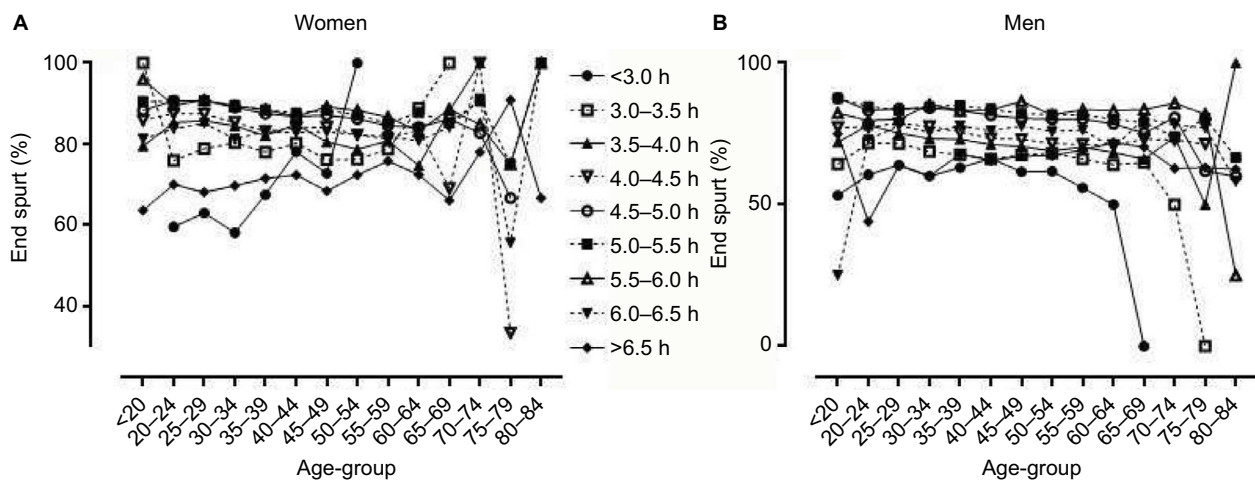 A
Women
100
80
60
40
End spurt (%)
<20
20–24
25–29
30–34
35–39
40–44
45–49
50–54
55–59
60–64
65–69
70–74
75–79
80–84
Age-group
<3.0 h
3.0–3.5 h
3.5–4.0 h
4.0–4.5 h
4.5–5.0 h
5.0–5.5 h
5.5–6.0 h
6.0–6.5 h
>6.5 h
B
Men
100
50
0
End spurt (%)
<20
20–24
25–29
30–34
35–39
40–44
45–49
50–54
55–59
60–64
65–69
70–74
75–79
80–84
Age-group